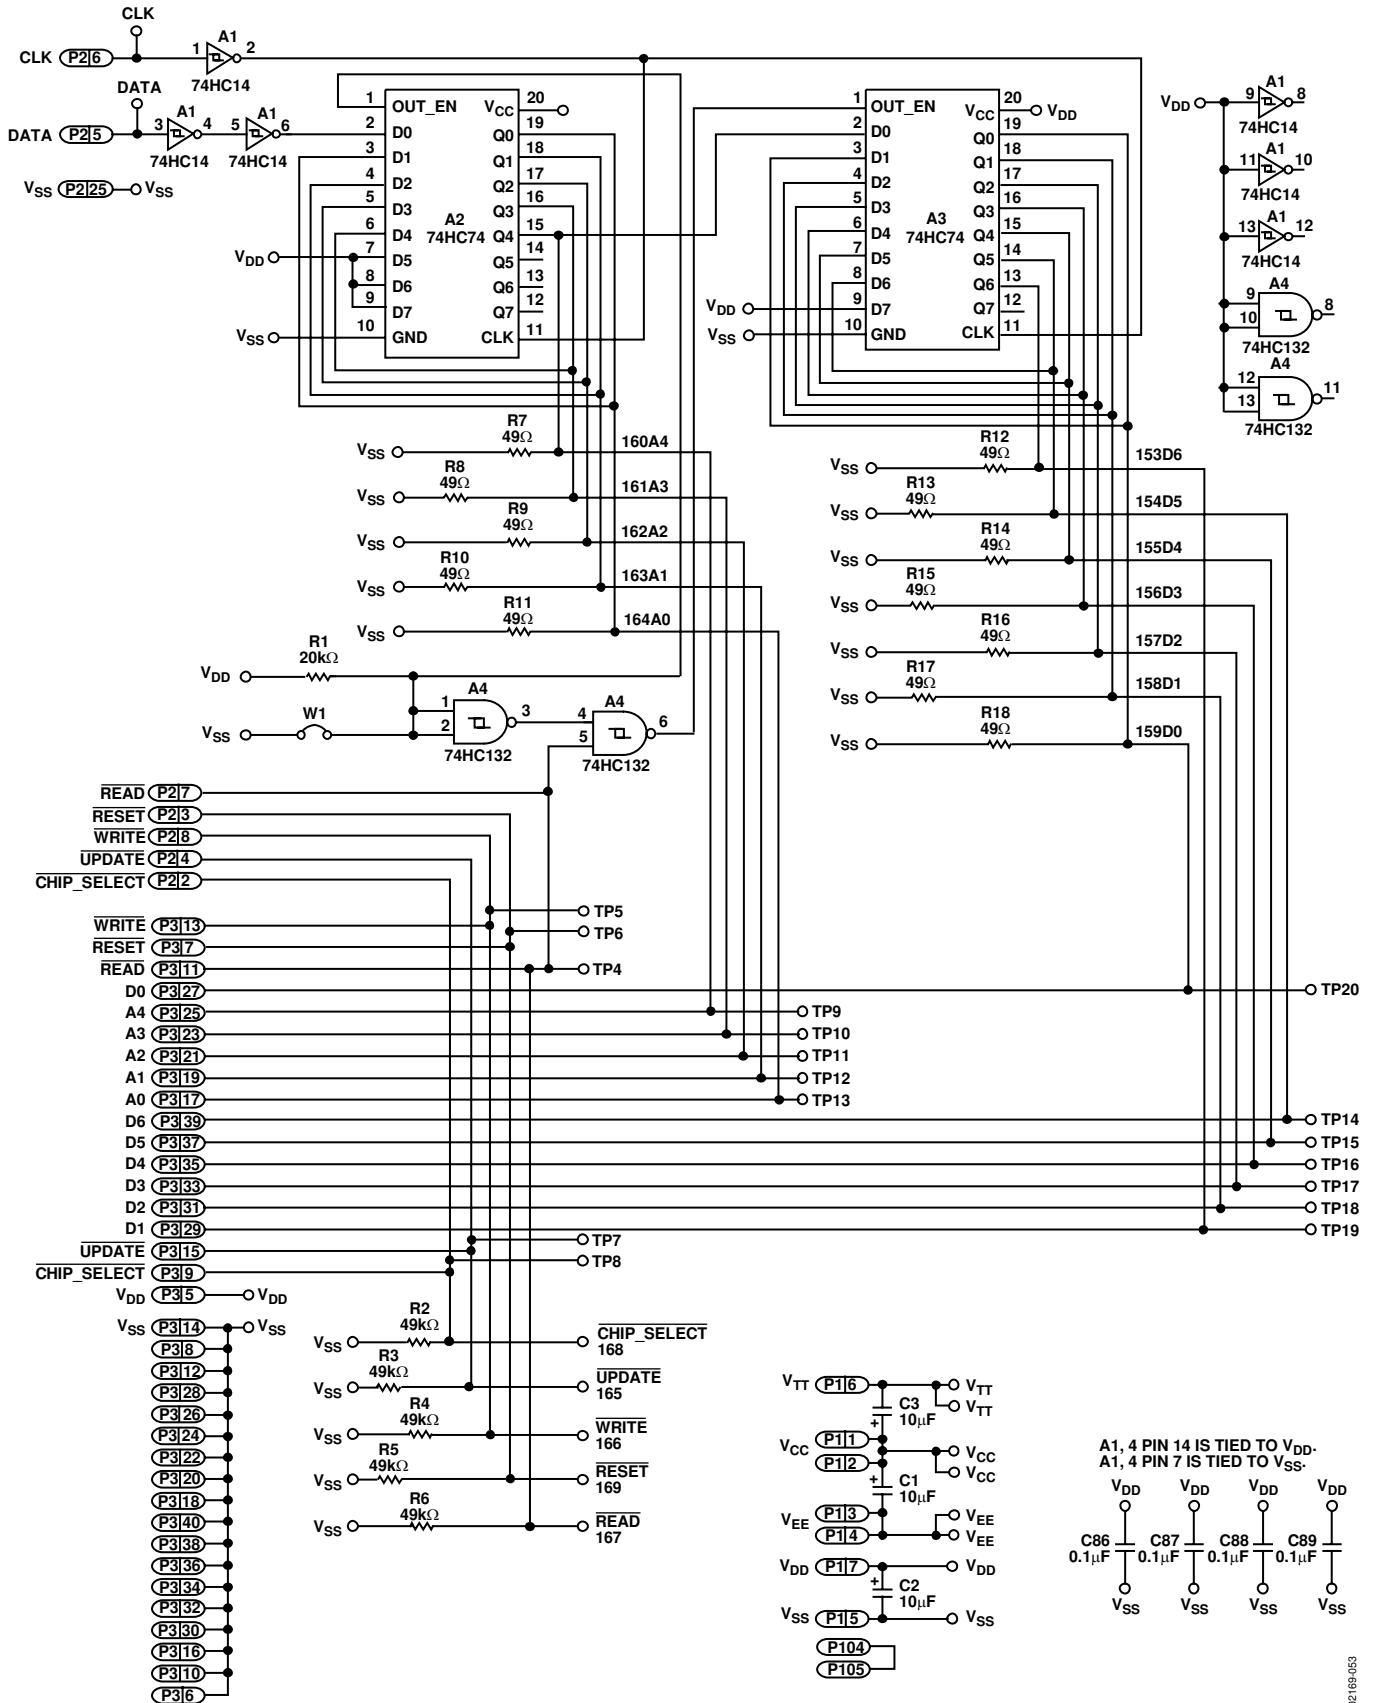 CLK
CLK P2 6
1 A1 2
74HC14
DATA
DATA P2 5
3 A1 4
74HC14
5 A1 6
74HC14
VSS P2 25 VSS
1 OUT_EN VCC 20
2 D0 Q0 19
3 D1 Q1 18
4 D2 Q2 17
5 D3 Q3 16
6 D4 Q4 15
7 D5 Q5 14
8 D6 Q6 13
9 D7 Q7 12
10 GND CLK 11
A2
74HC74
VDD
VSS
1 OUT_EN VCC 20 VDD
2 D0 Q0 19
3 D1 Q1 18
4 D2 Q2 17
5 D3 Q3 16
6 D4 Q4 15
7 D5 Q5 14
8 D6 Q6 13
9 D7 Q7 12
10 GND CLK 11
A3
74HC74
VDD
VSS
VDD
9 A1 8
74HC14
11 A1 10
74HC14
13 A1 12
74HC14
A4
9 8
10
74HC132
A4
12 11
13
74HC132
R7
49Ω
VSS 160A4
R8
49Ω
VSS 161A3
R9
49Ω
VSS 162A2
R10
49Ω
VSS 163A1
R11
49Ω
VSS 164A0
R12
49Ω
VSS 153D6
R13
49Ω
VSS 154D5
R14
49Ω
VSS 155D4
R15
49Ω
VSS 156D3
R16
49Ω
VSS 157D2
R17
49Ω
VSS 158D1
R18
49Ω
VSS 159D0
R1
20kΩ
VDD
W1
VSS
A4
1 3
2
74HC132
A4
4 6
5
74HC132
READ P2 7
RESET P2 3
WRITE P2 8
UPDATE P2 4
CHIP_SELECT P2 2
TP5
WRITE P3 13
TP6
RESET P3 7
READ P3 11 TP4
D0 P3 27 TP20
A4 P3 25 TP9
A3 P3 23 TP10
A2 P3 21 TP11
A1 P3 19 TP12
A0 P3 17 TP13
D6 P3 39 TP14
D5 P3 37 TP15
D4 P3 35 TP16
D3 P3 33 TP17
D2 P3 31 TP18
D1 P3 29 TP19
TP7
UPDATE P3 15
TP8
CHIP_SELECT P3 9
VDD P3 5 VDD
VSS P3 14 VSS
P3 8
P3 12
P3 28
P3 26
P3 24
P3 22
P3 20
P3 18
P3 40
P3 38
P3 36
P3 34
P3 32
P3 30
P3 16
P3 10
P3 6
R2
49kΩ
VSS CHIP_SELECT
168
R3
49kΩ
VSS UPDATE
165
R4
49kΩ
VSS WRITE
166
R5
49kΩ
VSS RESET
169
R6
49kΩ
VSS READ
167
VTT P1 6 VTT
VTT
C3
10µF
+
VCC P1 1 VCC
P1 2 VCC
+ C1
10µF
VEE P1 3 VEE
P1 4 VEE
VDD P1 7 VDD
+ C2
10µF
VSS P1 5 VSS
P104
P105
A1, 4 PIN 14 IS TIED TO VDD.
A1, 4 PIN 7 IS TIED TO VSS.
VDD VDD VDD VDD
C86 C87 C88 C89
0.1µF 0.1µF 0.1µF 0.1µF
VSS VSS VSS VSS
02169-053